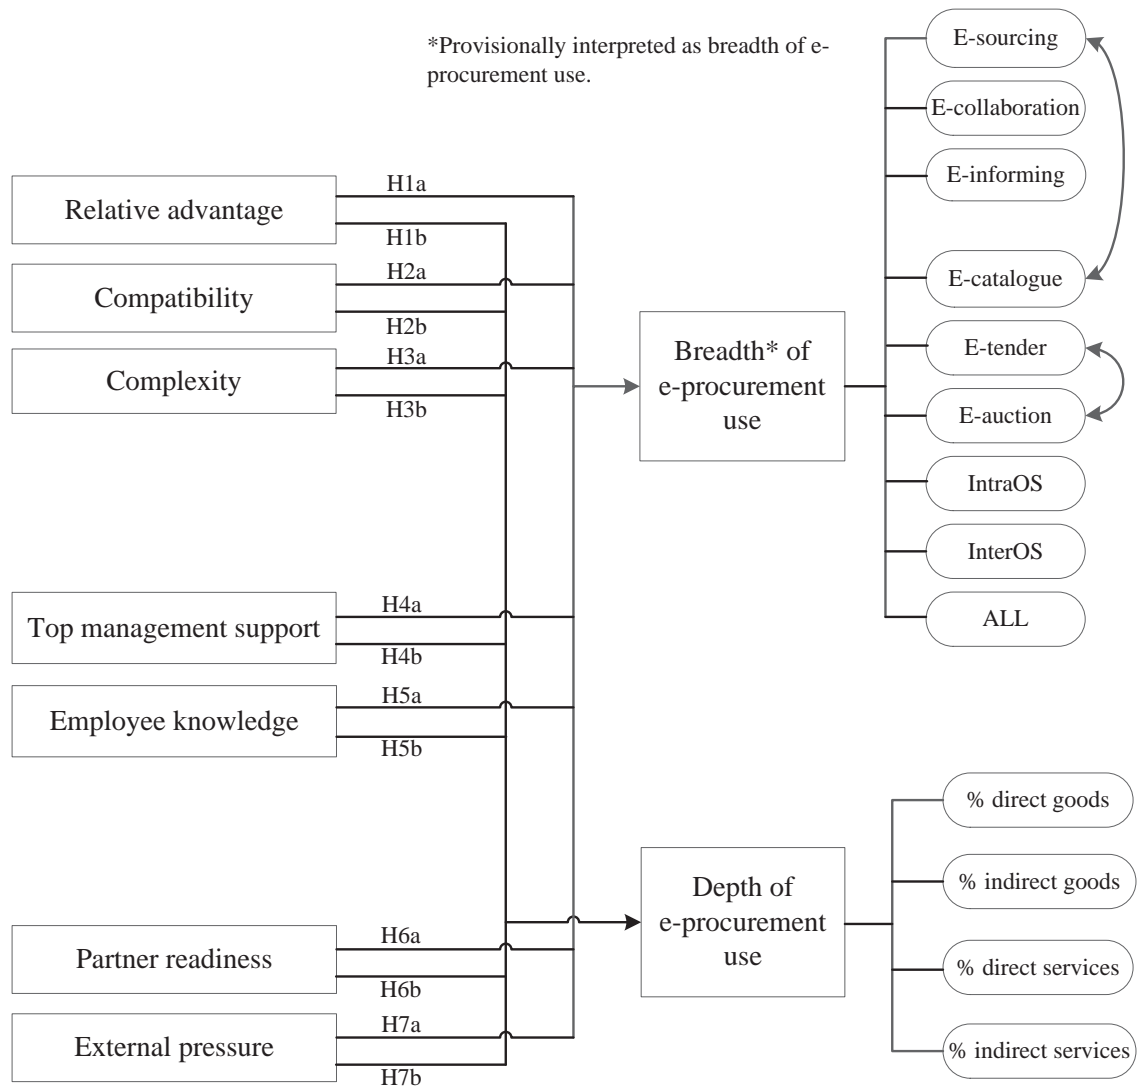 *Provisionally interpreted as breadth of e-
procurement use.
Relative advantage
H1a
H1b
Compatibility
H2a
H2b
Complexity
H3a
H3b
Top management support
H4a
H4b
Employee knowledge
H5a
H5b
Partner readiness
H6a
H6b
External pressure
H7a
H7b
Breadth* of
e-procurement
use
Depth of
e-procurement
use
E-sourcing
E-collaboration
E-informing
E-catalogue
E-tender
E-auction
IntraOS
InterOS
ALL
% direct goods
% indirect goods
% direct services
% indirect services